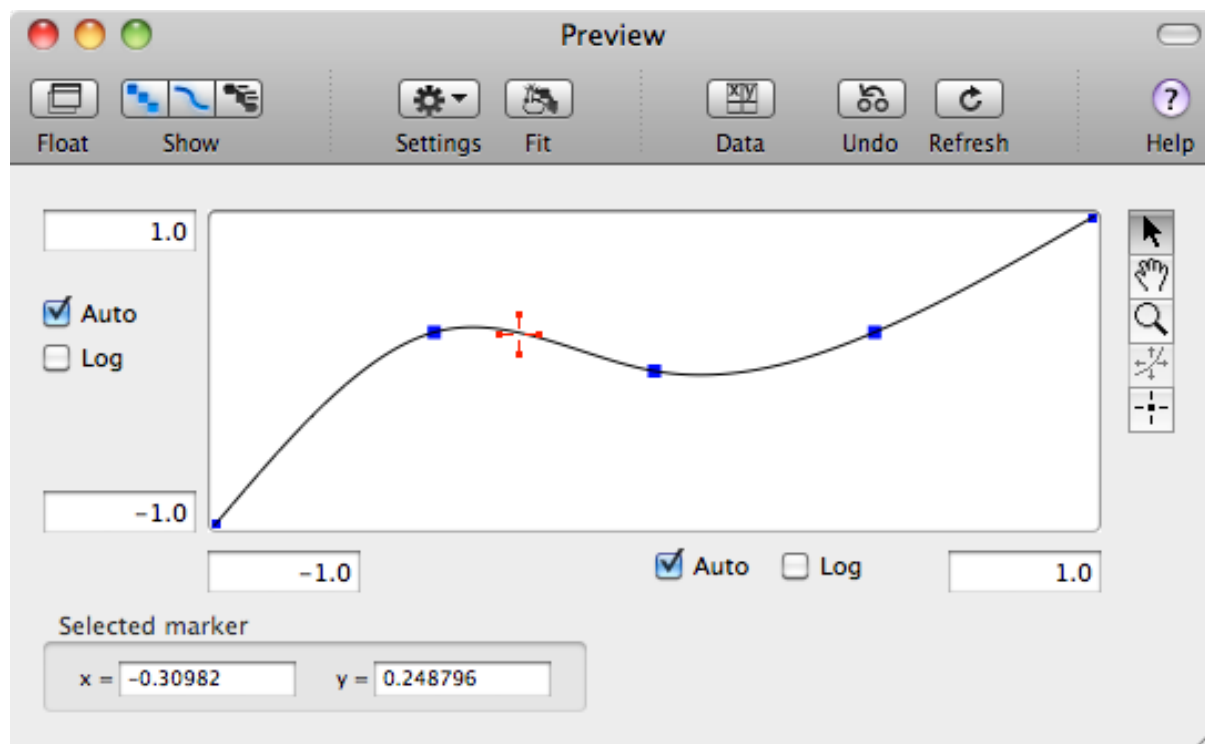 Preview
Float Show Settings Fit Data Undo Refresh Help
x y
?
1.0
Auto
Log
-1.0
-1.0 Auto Log 1.0
Selected marker
x = -0.30982 y = 0.248796